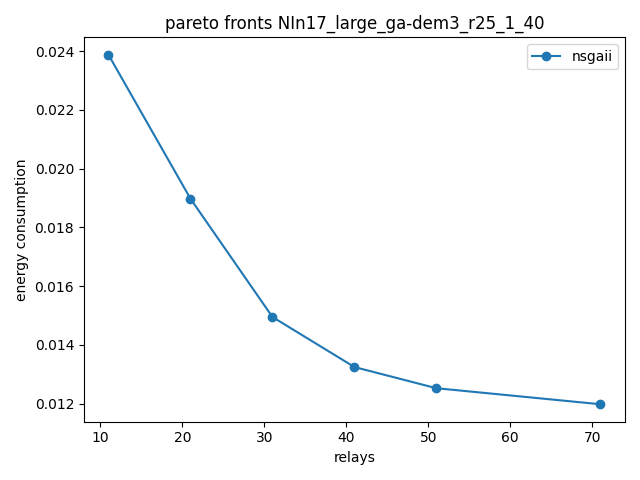 pareto fronts NIn17_large_ga-dem3_r25_1_40
nsgaii
0.024
0.022
0.020
0.018
0.016
0.014
0.012
energy consumption
10 20 30 40 50 60 70
relays